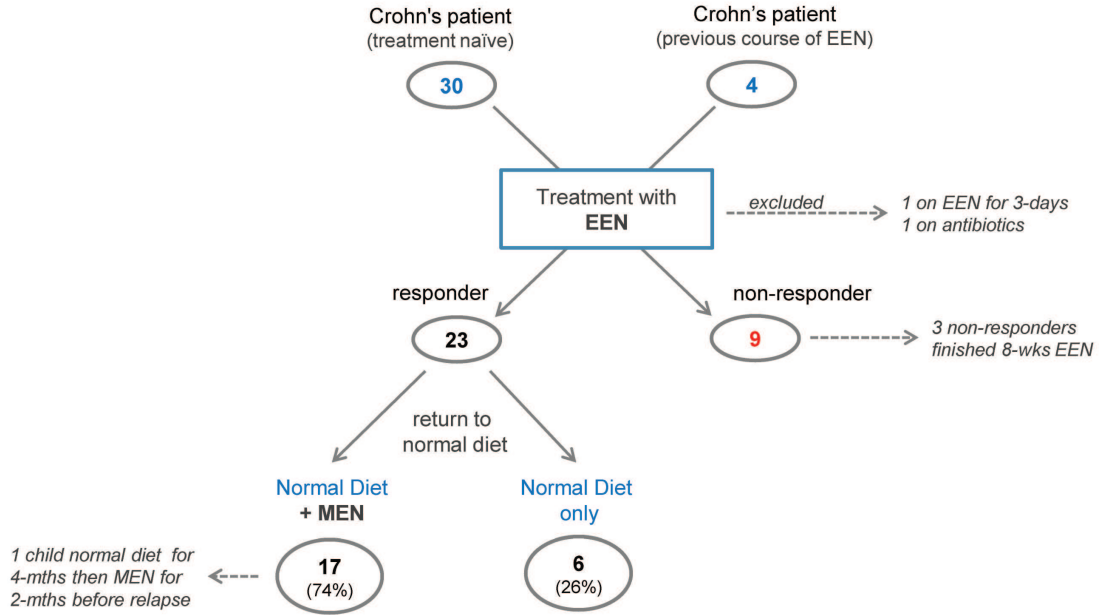 Crohn's patient
(treatment naïve)
30
Crohn’s patient
(previous course of EEN)
4
Treatment with
EEN
excluded
1 on EEN for 3-days
1 on antibiotics
responder
23
non-responder
9
3 non-responders
finished 8-wks EEN
return to
normal diet
Normal Diet
+ MEN
17
(74%)
Normal Diet
only
6
(26%)
1 child normal diet for
4-mths then MEN for
2-mths before relapse